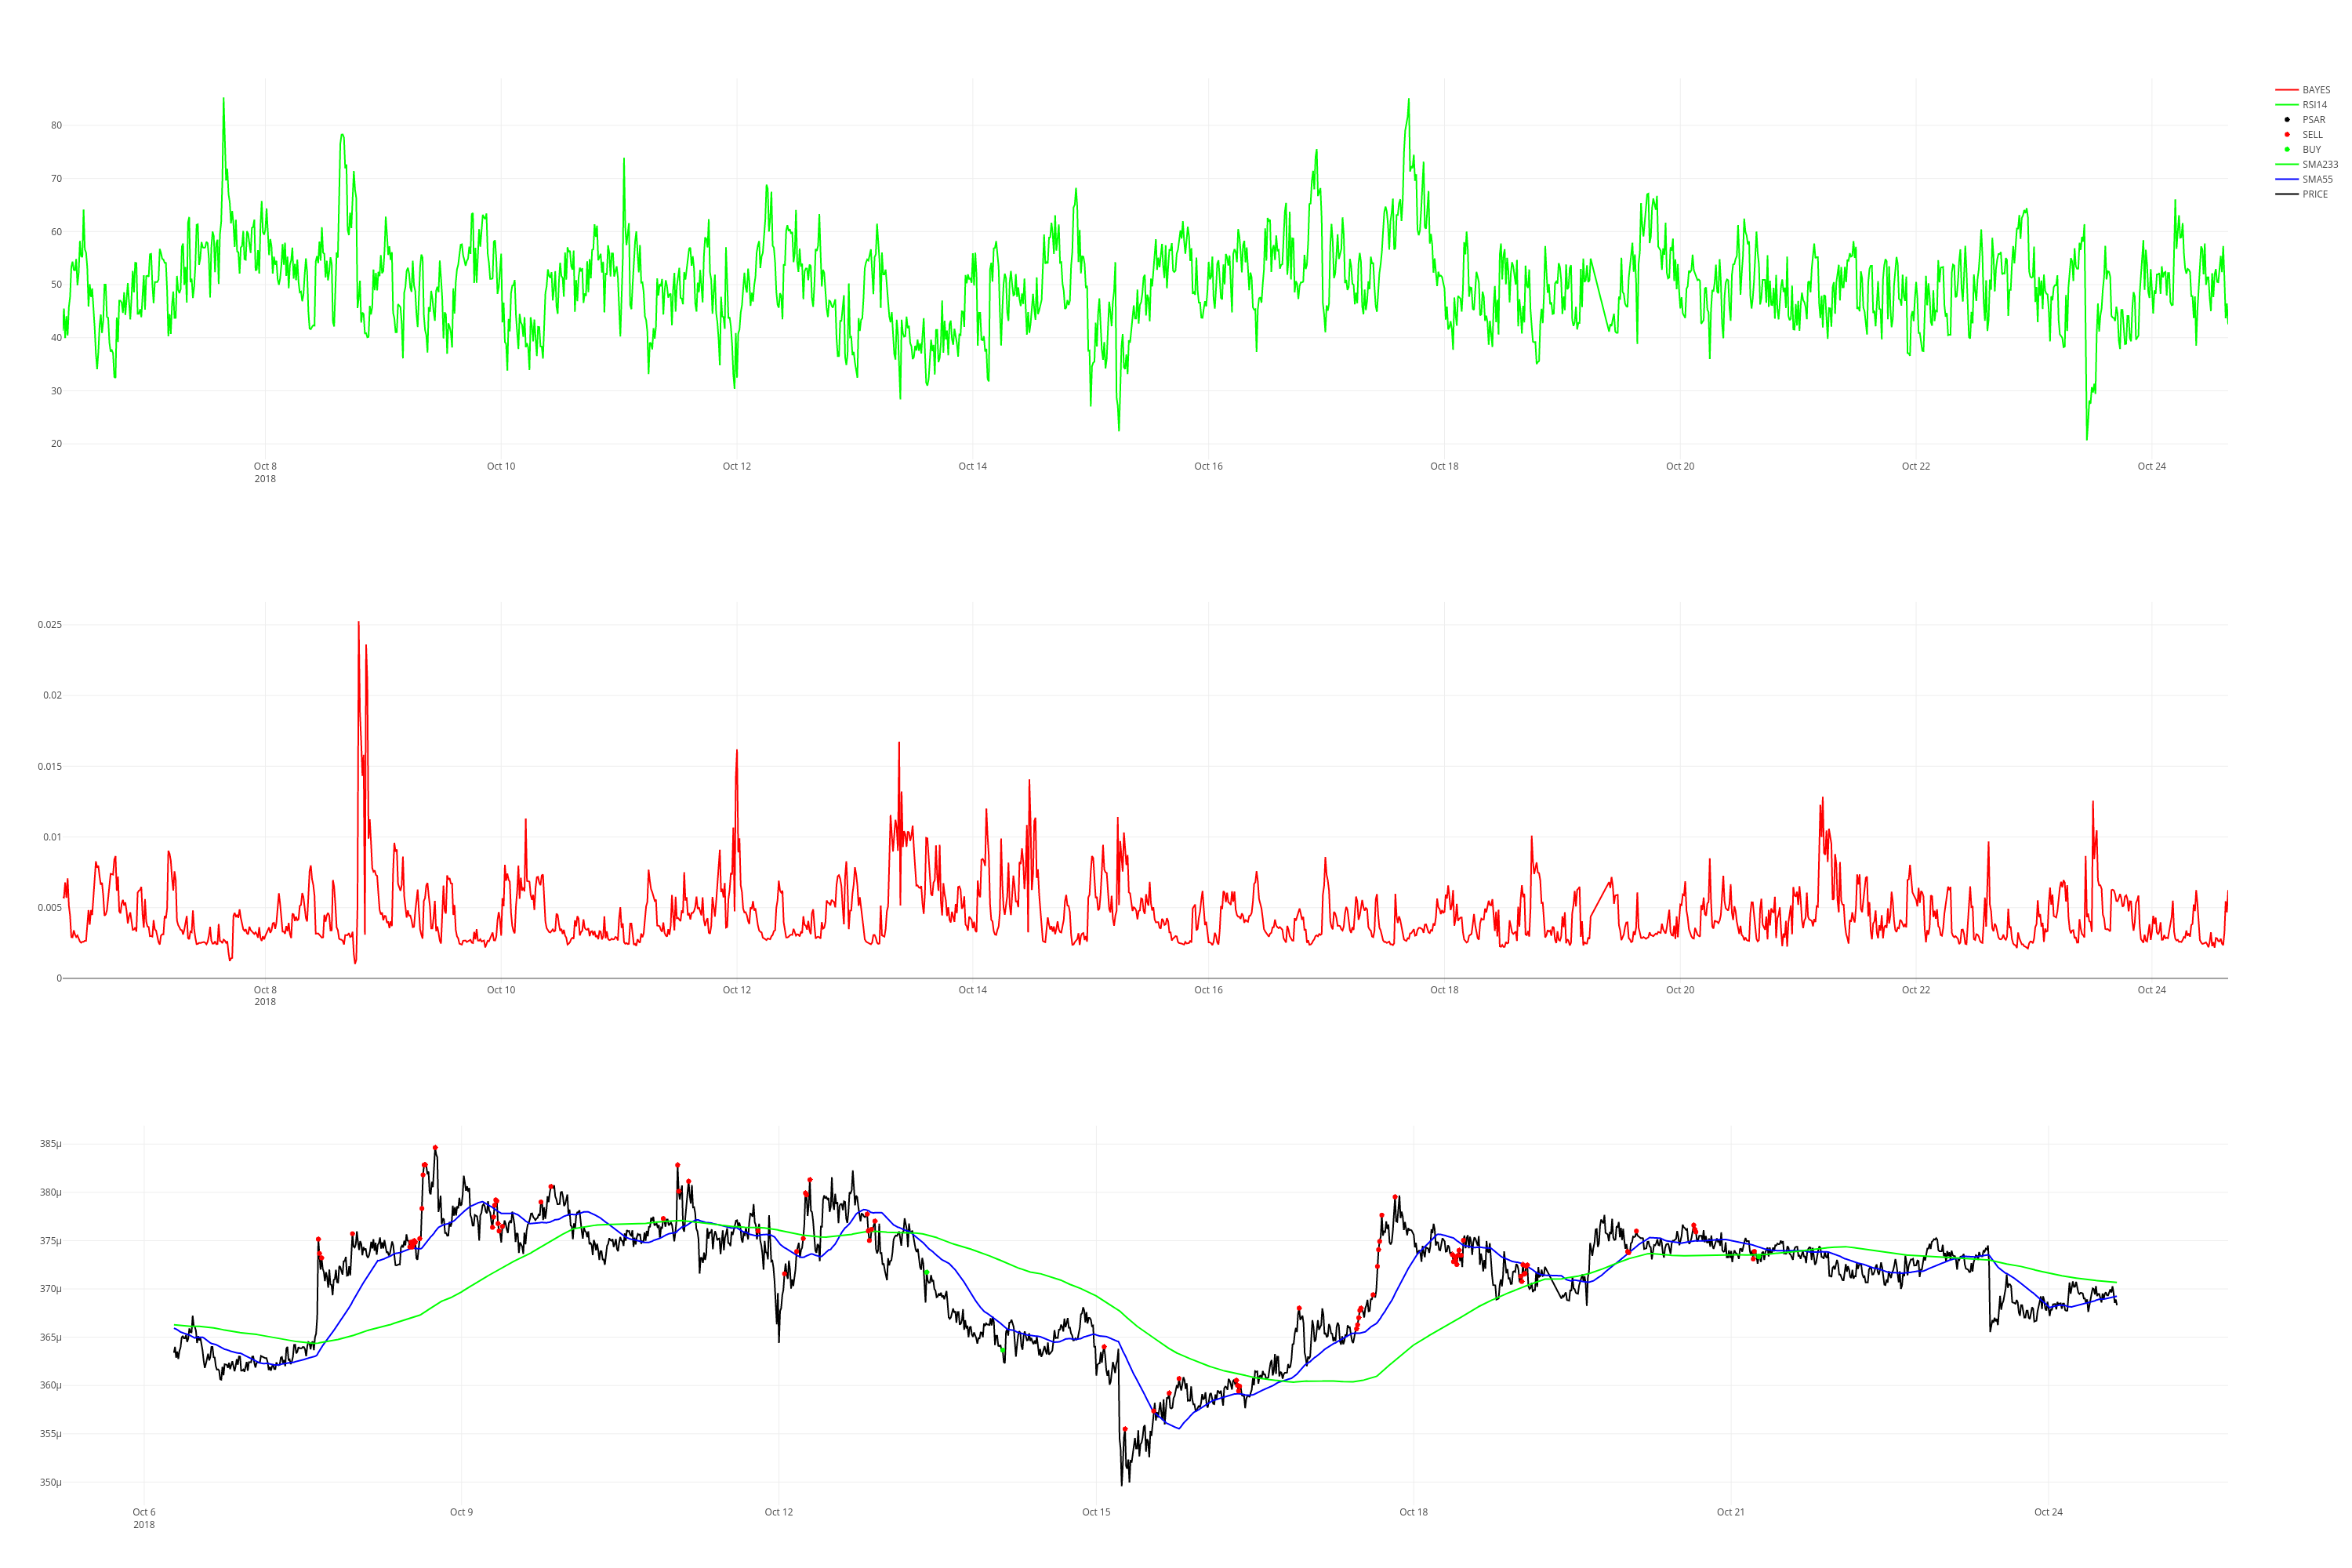 80
70
60
50
40
30
20
Oct 8 Oct 10 Oct 12 Oct 14 Oct 16 Oct 18 Oct 20 Oct 22 Oct 24
2018
BAYES
RSI14
PSAR
SELL
BUY
SMA233
SMA55
PRICE
0.025
0.02
0.015
0.01
0.005
0
Oct 8 Oct 10 Oct 12 Oct 14 Oct 16 Oct 18 Oct 20 Oct 22 Oct 24
2018
385μ
380μ
375μ
370μ
365μ
360μ
355μ
350μ
Oct 6 Oct 9 Oct 12 Oct 15 Oct 18 Oct 21 Oct 24
2018